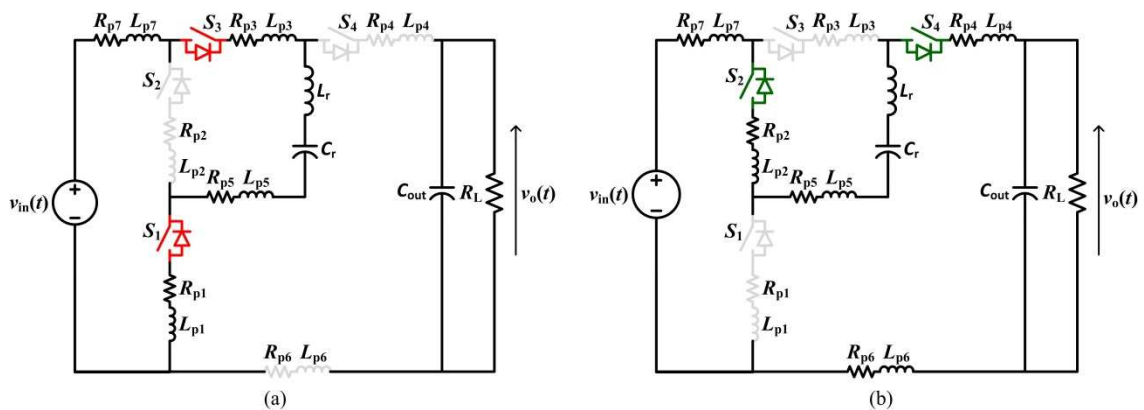 Rp7 Lp7 S3 Rp3 Lp3 S4 Rp4 Lp4
S2
Lr
Rp2
Cr
Lp2 Rp5 Lp5
vin(t)
Cout RL vo(t)
S1
Rp1
Lp1
Rp6 Lp6
(a)
Rp7 Lp7 S3 Rp3 Lp3 S4 Rp4 Lp4
S2
Lr
Rp2
Cr
Lp2 Rp5 Lp5
vin(t)
Cout RL vo(t)
S1
Rp1
Lp1
Rp6 Lp6
(b)